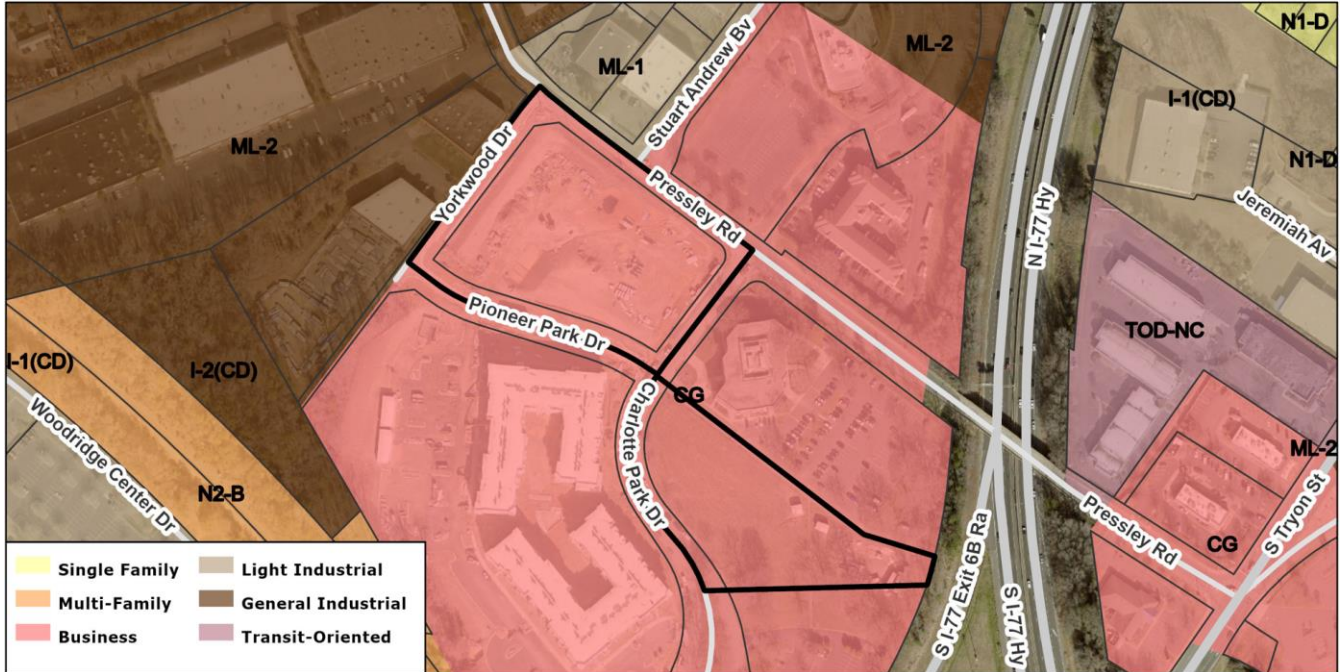 N1-D
ML-2
ML-1
Stuart Andrew Bv
I-1(CD)
ML-2
N1-D
Yorkwood Dr
Pressley Rd
N I-77 Hy
Jeremiah Av
Pioneer Park Dr
TOD-NC
I-1(CD)
I-2(CD)
CG
Charlotte Park Dr
Woodridge Center Dr
ML-2
N2-B
S Tryon St
Pressley Rd
CG
S I-77 Exit 6B Ra
S I-77 Hy
Single Family
Light Industrial
Multi-Family
General Industrial
Business
Transit-Oriented